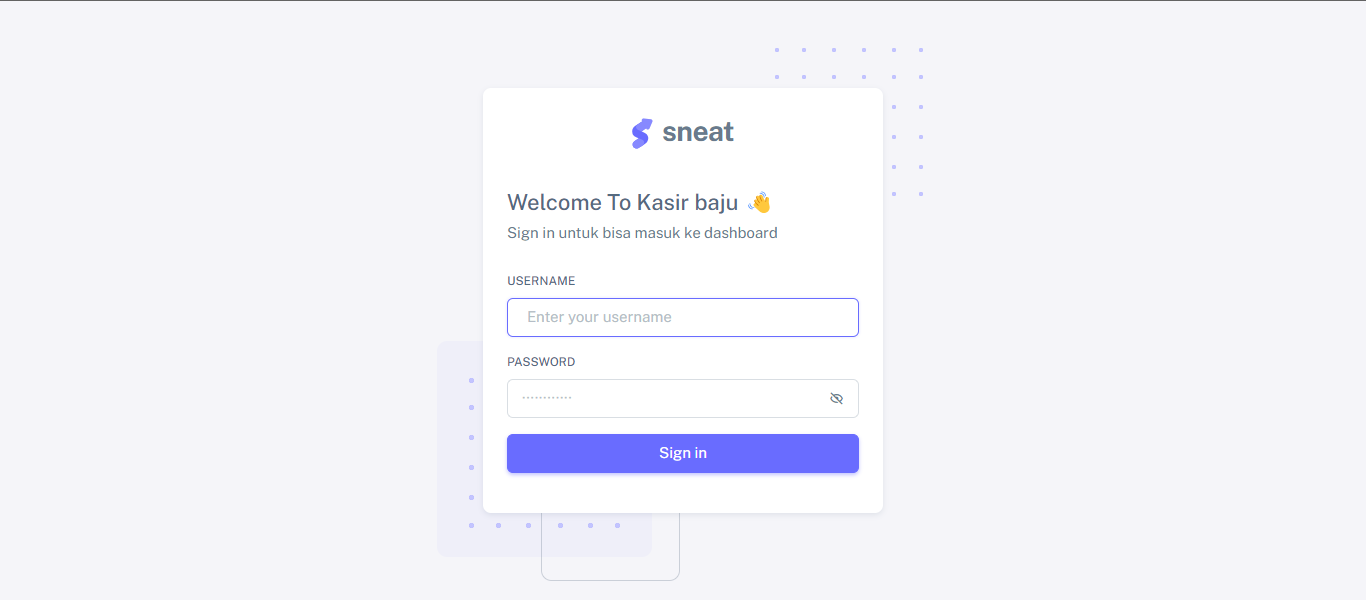 sneat
Welcome To Kasir baju 👋
Sign in untuk bisa masuk ke dashboard
USERNAME
Enter your username
PASSWORD
············
Sign in